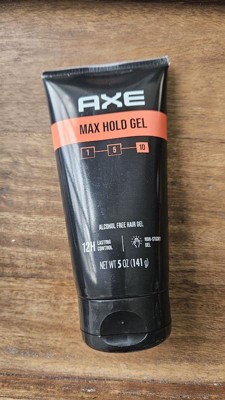 AXE
MAX HOLD GEL
1 5 10
ALCOHOL FREE HAIR GEL
12H LASTING CONTROL
NON-STICKY GEL
NET WT 5 OZ (141 g)